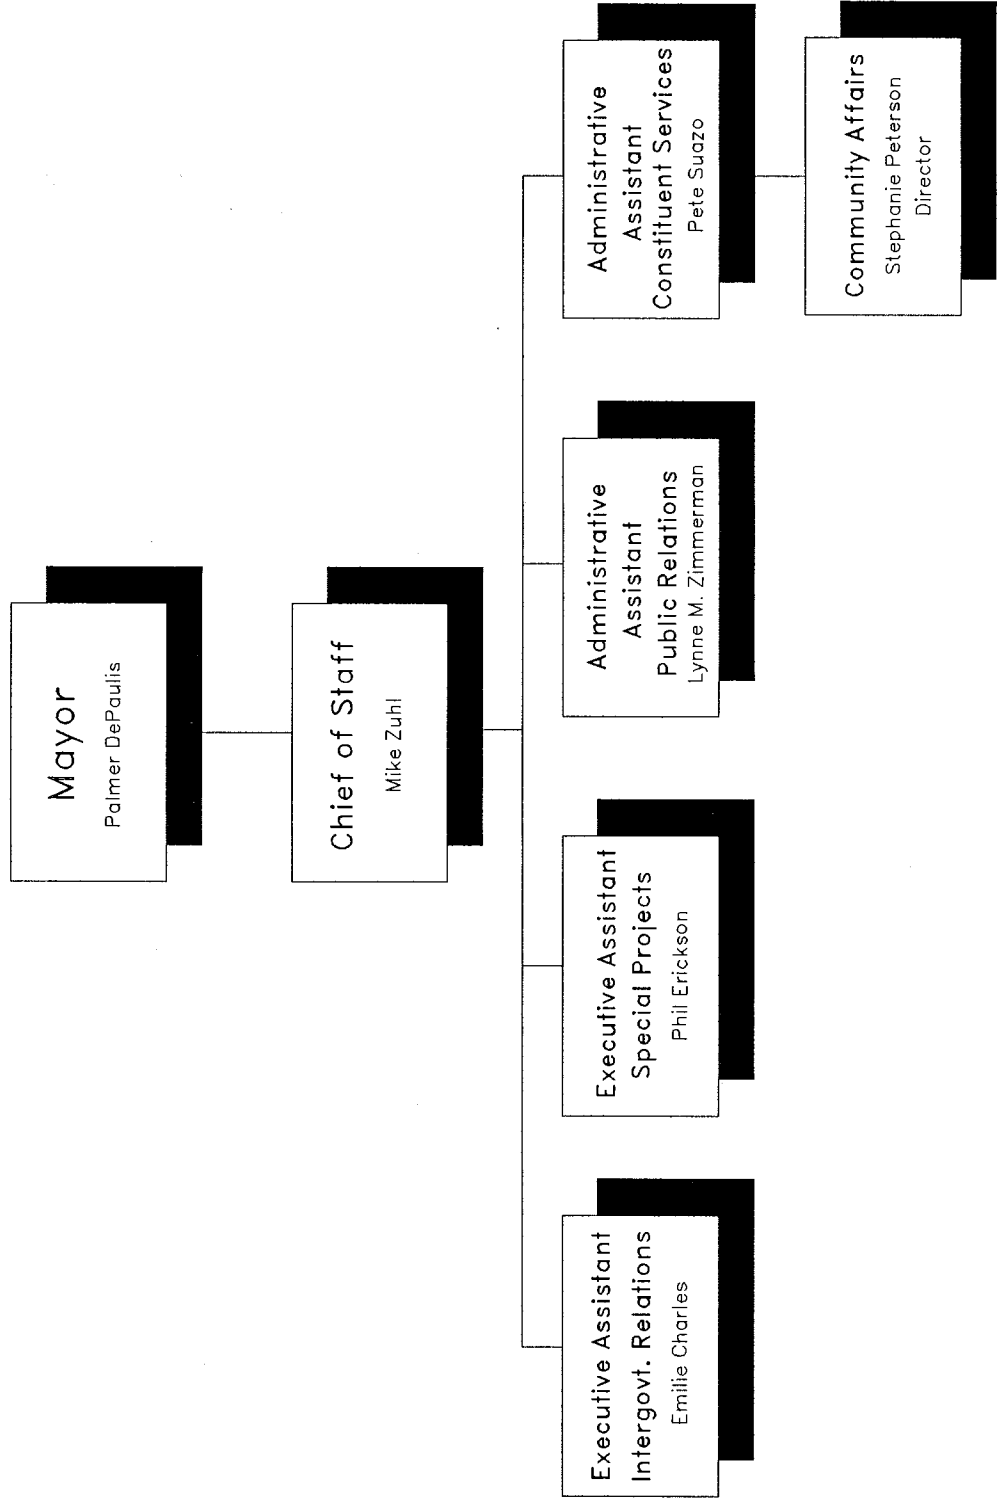 Mayor
Palmer DePaulis
Chief of Staff
Mike Zuhl
Executive Assistant
Intergovt. Relations
Emilie Charles
Executive Assistant
Special Projects
Phil Erickson
Administrative
Assistant
Public Relations
Lynne M. Zimmerman
Administrative
Assistant
Constituent Services
Pete Suazo
Community Affairs
Stephanie Peterson
Director